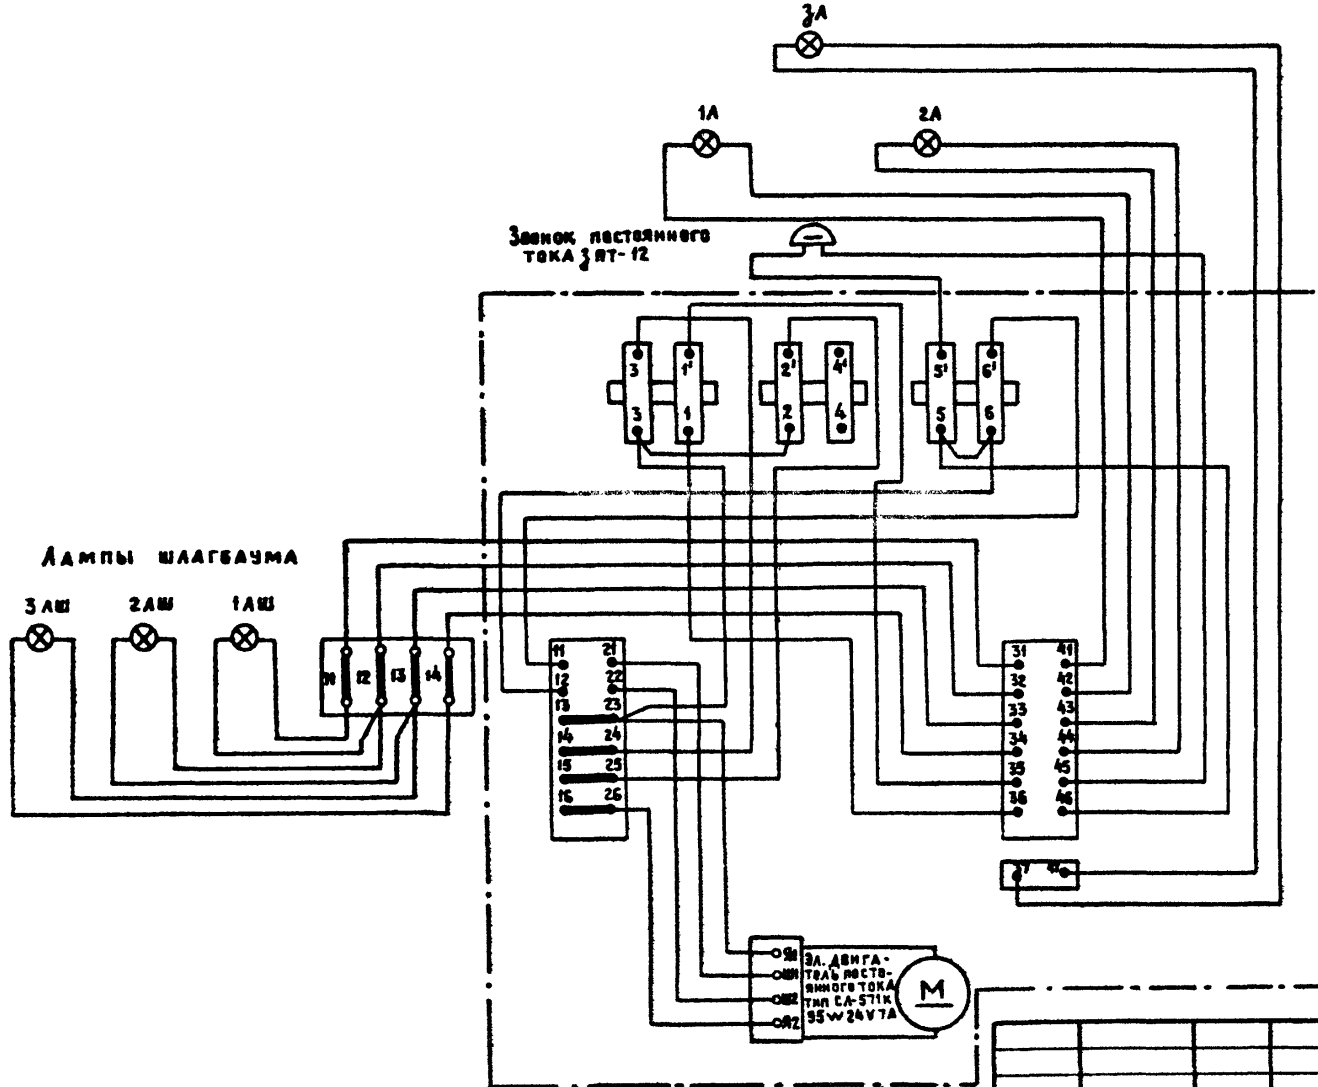 3Л
1Л
2Л
Звонок постоянного
тока ЗПТ-12
3 1' 2' 4' 5' 6'
3 1 2 4 5 6
Лампы шлагбаума
3ЛШ 2ЛШ 1ЛШ
11 12 13 14
11 21
12 22
13 23
14 24
15 25
16 26
31 41
32 42
33 43
34 44
35 45
36 46
37 47
Я1
Ш1
Ш2
Я2
Эл. двига-
тель посто-
янного тока
тип СЛ-571К
95W 24V 7А
М